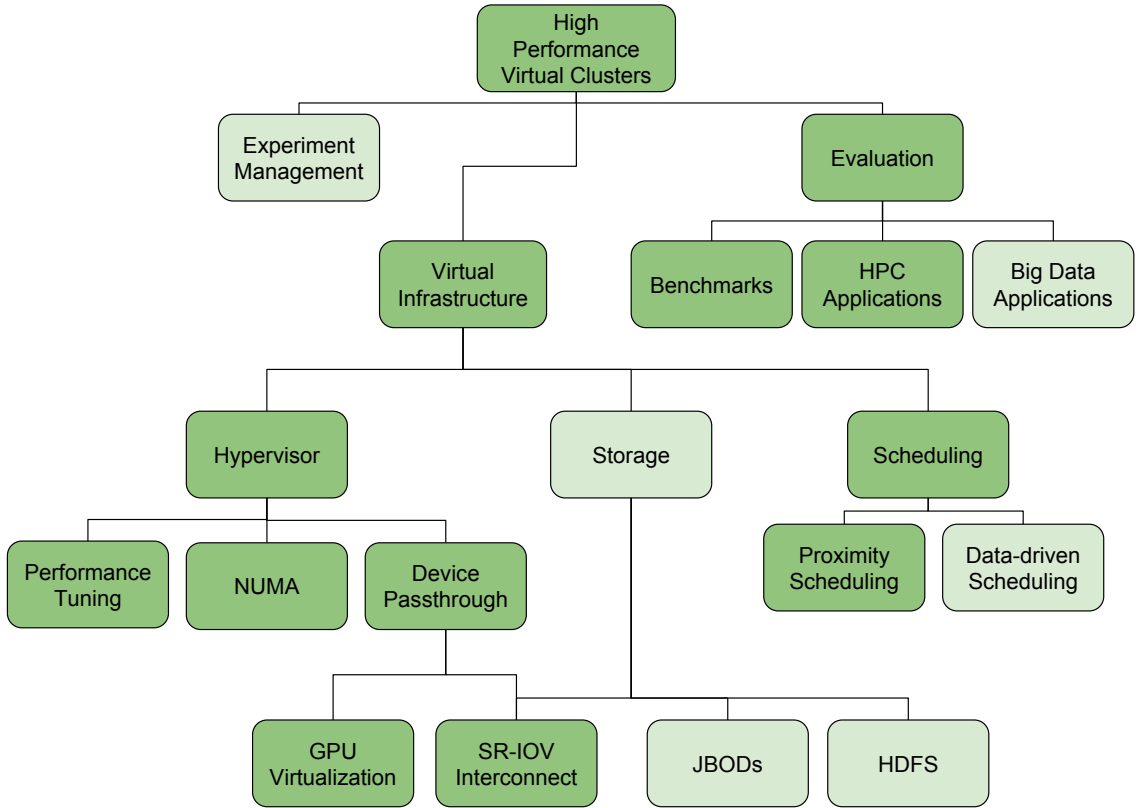 High
Performance
Virtual Clusters
Experiment
Management
Evaluation
Virtual
Infrastructure
Benchmarks
HPC
Applications
Big Data
Applications
Hypervisor
Storage
Scheduling
Performance
Tuning
NUMA
Device
Passthrough
Proximity
Scheduling
Data-driven
Scheduling
GPU
Virtualization
SR-IOV
Interconnect
JBODs
HDFS